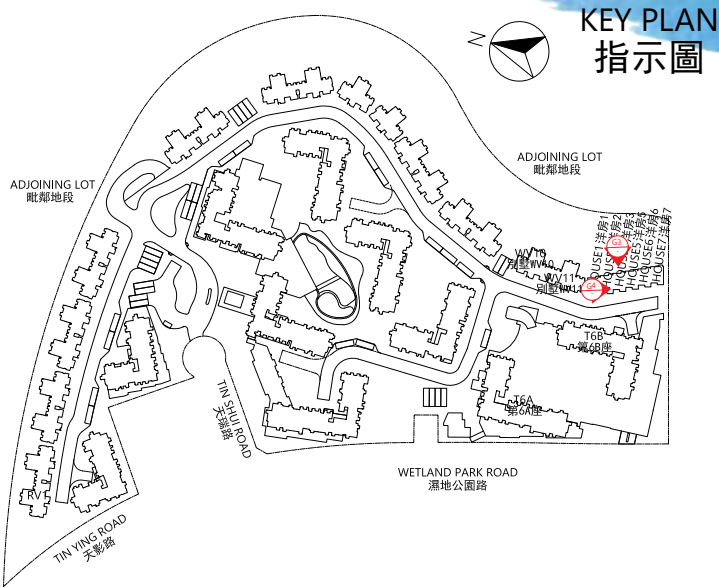 KEY PLAN
指示圖
N
ADJOINING LOT
毗鄰地段
ADJOINING LOT
毗鄰地段
HOUSE1 洋房1
HOUSE2 洋房2
HOUSE3 洋房3
HOUSE5 洋房5
HOUSE6 洋房6
HOUSE7 洋房7
G3
G4
WV10
別墅WV10
WV11
別墅WV11
T6B
第6B座
T6A
第6A座
TIN SHUI ROAD
天瑞路
WETLAND PARK ROAD
濕地公園路
RV1
TIN YING ROAD
天影路